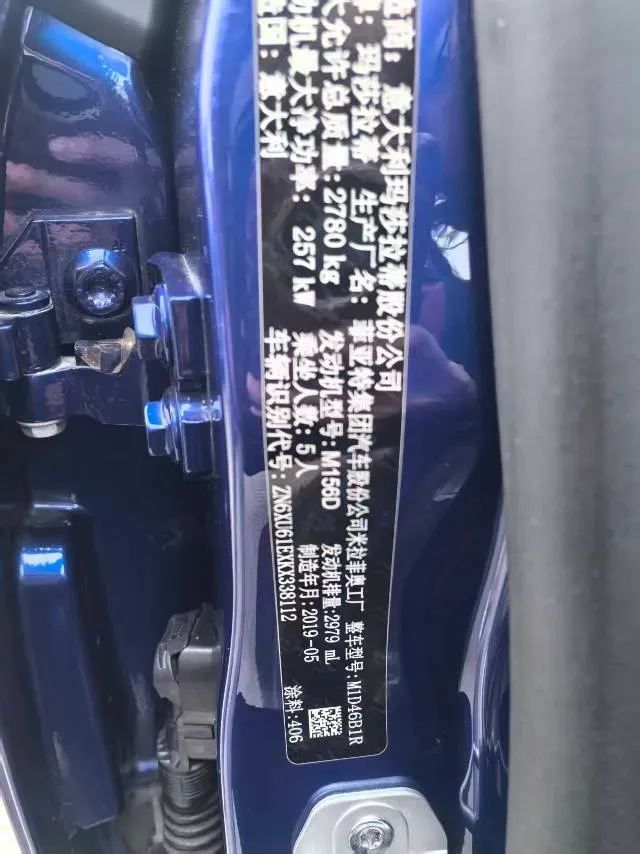 商: 意大利玛莎拉蒂股份公司
牌: 玛莎拉蒂 生产厂名: 菲亚特集团汽车股份公司米拉菲奥工厂 整车型号: M1D46B1R
大允许总质量: 2780 kg 发动机型号: M156D 发动机排量: 2979 mL
动机最大净功率: 257 kW 乘坐人数: 5人 制造年月: 2019-05
国: 意大利 车辆识别代号: ZN6XU61EXKX338112 涂料:406